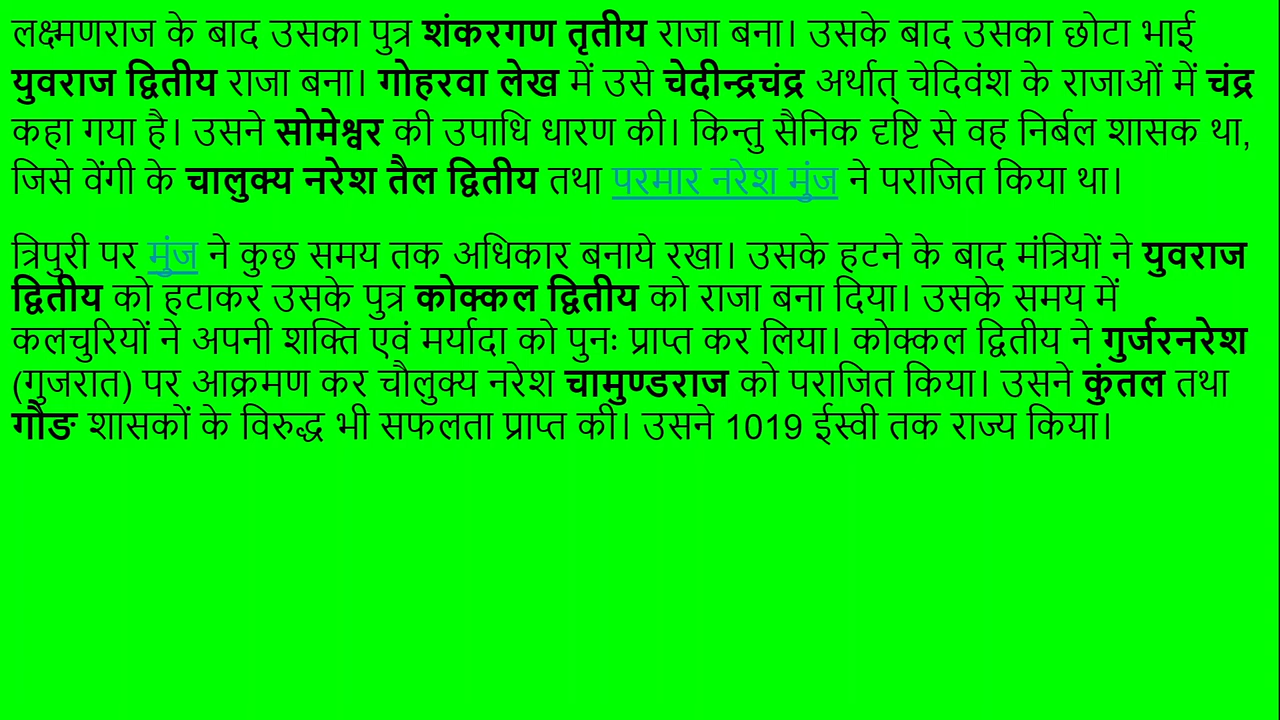 लक्ष्मणराज के बाद उसका पुत्र शंकरगण तृतीय राजा बना। उसके बाद उसका छोटा भाई
युवराज द्वितीय राजा बना। गोहरवा लेख में उसे चेदीन्द्रचंद्र अर्थात् चेदिवंश के राजाओं में चंद्र
कहा गया है। उसने सोमेश्वर की उपाधि धारण की। किन्तु सैनिक दृष्टि से वह निर्बल शासक था,
जिसे वेंगी के चालुक्य नरेश तैल द्वितीय तथा परमार नरेश मुंज ने पराजित किया था।
त्रिपुरी पर मुंज ने कुछ समय तक अधिकार बनाये रखा। उसके हटने के बाद मंत्रियों ने युवराज
द्वितीय को हटाकर उसके पुत्र कोक्कल द्वितीय को राजा बना दिया। उसके समय में
कलचुरियों ने अपनी शक्ति एवं मर्यादा को पुनः प्राप्त कर लिया। कोक्कल द्वितीय ने गुर्जरनरेश
(गुजरात) पर आक्रमण कर चौलुक्य नरेश चामुण्डराज को पराजित किया। उसने कुंतल तथा
गौङ शासकों के विरुद्ध भी सफलता प्राप्त की। उसने 1019 ईस्वी तक राज्य किया।